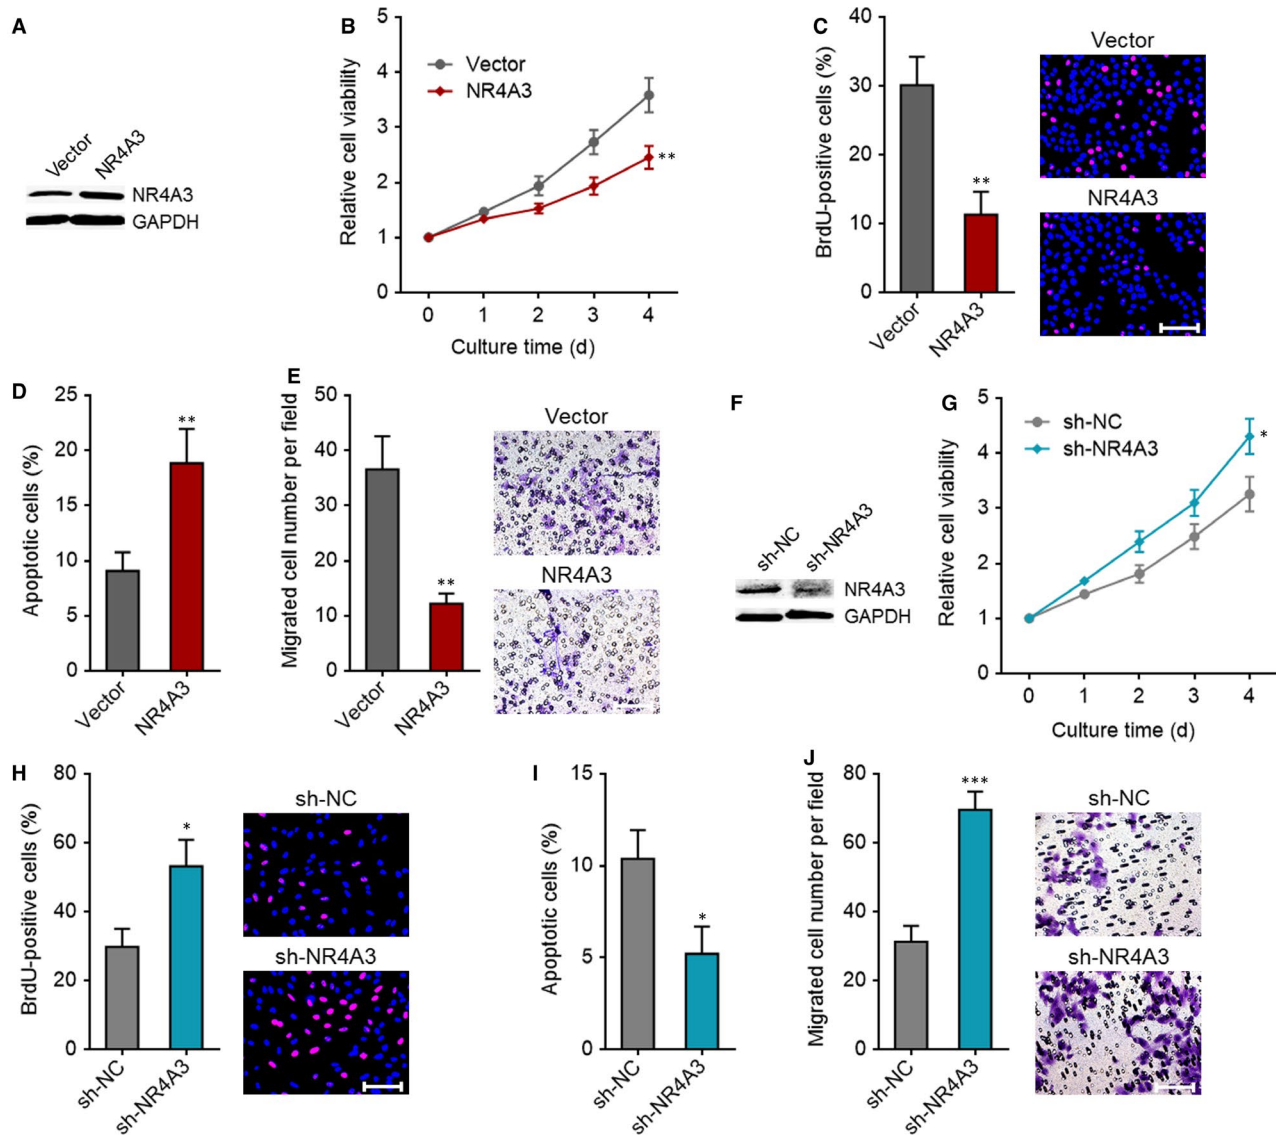 A
Vector
NR4A3
NR4A3
GAPDH
B
Relative cell viability
5
4
3
2
1
0
Vector
NR4A3
**
0 1 2 3 4
Culture time (d)
C
BrdU-positive cells (%)
40
30
20
10
0
**
Vector
NR4A3
Vector
NR4A3
D
Apoptotic cells (%)
25
20
15
10
5
0
**
Vector
NR4A3
E
Migrated cell number per field
50
40
30
20
10
0
**
Vector
NR4A3
Vector
NR4A3
F
sh-NC
sh-NR4A3
NR4A3
GAPDH
G
Relative cell viability
5
4
3
2
1
0
sh-NC
sh-NR4A3
*
0 1 2 3 4
Culture time (d)
H
BrdU-positive cells (%)
80
60
40
20
0
*
sh-NC
sh-NR4A3
sh-NC
sh-NR4A3
I
Apoptotic cells (%)
15
10
5
0
*
sh-NC
sh-NR4A3
J
Migrated cell number per field
80
60
40
20
0
***
sh-NC
sh-NR4A3
sh-NC
sh-NR4A3